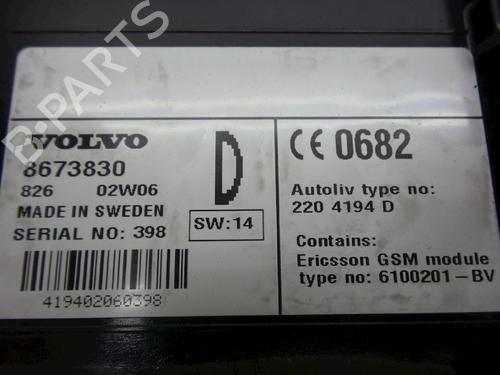 B-PARTS
VOLVO
8673830
826 02W06
MADE IN SWEDEN
SERIAL NO: 398
419402060398
D
SW:14
CE 0682
Autoliv type no:
220 4194 D
Contains:
Ericsson GSM module
type no: 6100201-BV